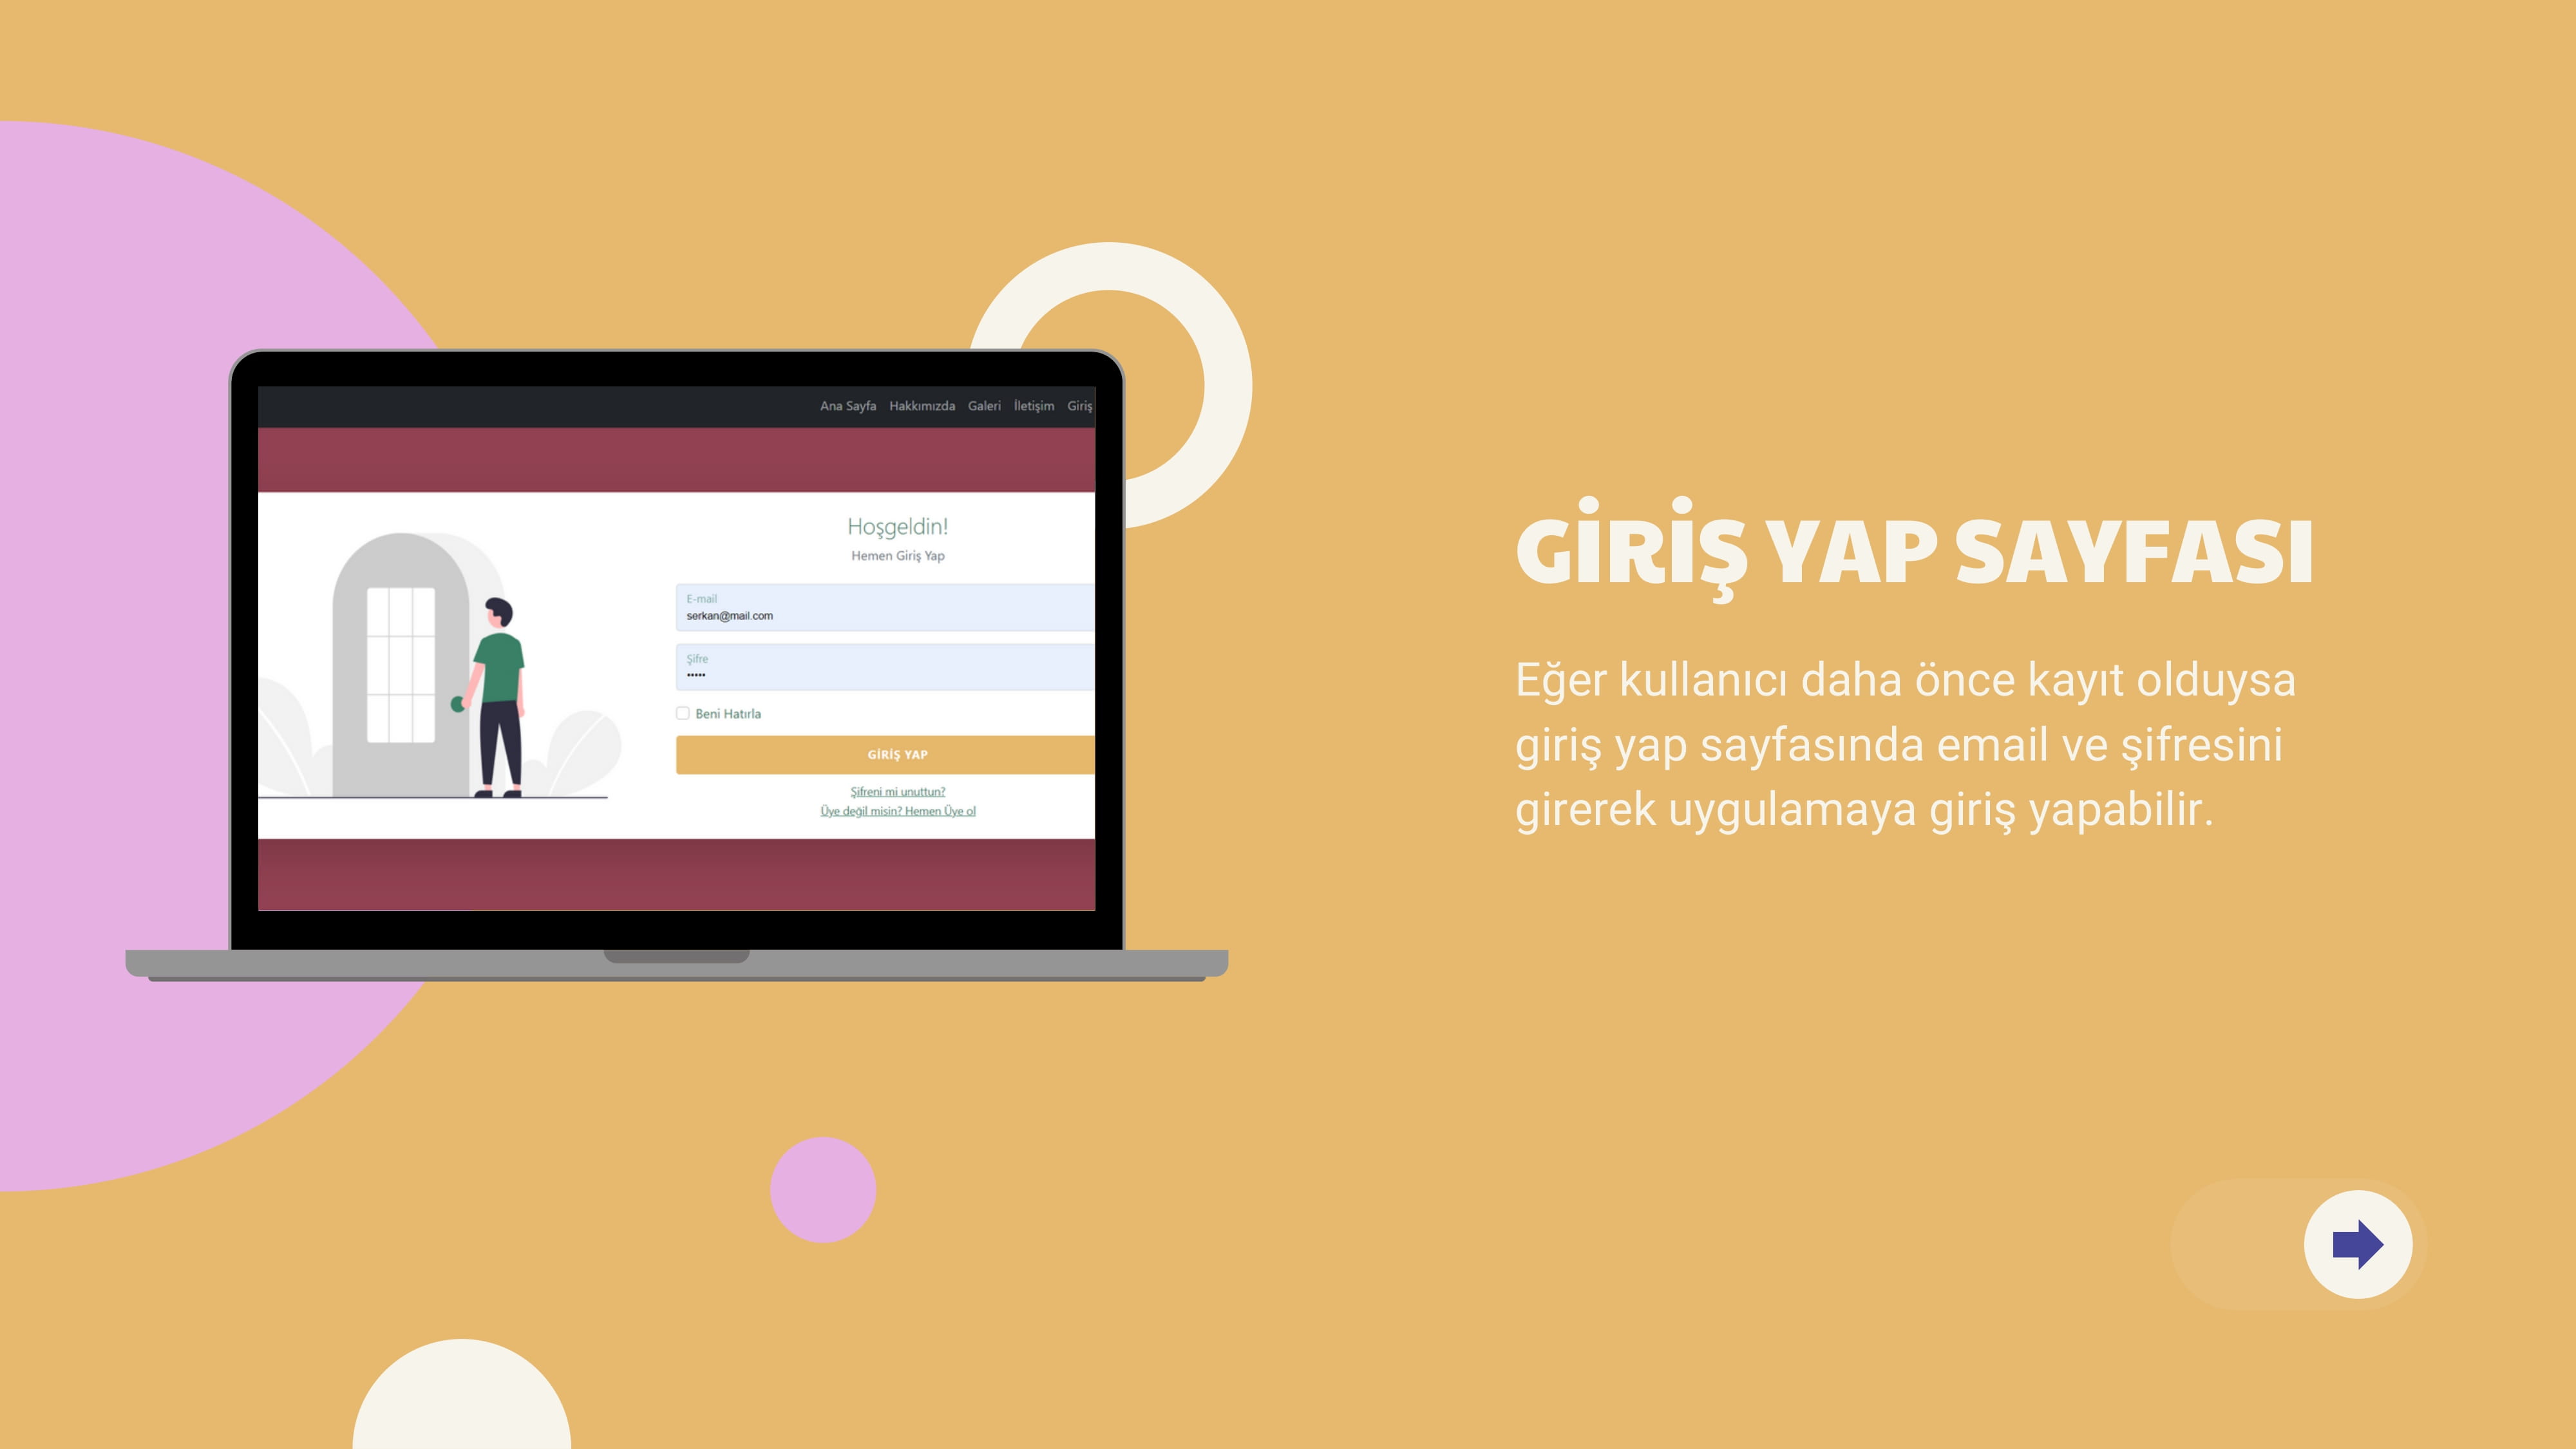 Ana Sayfa Hakkımızda Galeri İletişim Giriş
Hoşgeldin!
Hemen Giriş Yap
E-mail
serkan@mail.com
Şifre
•••••
Beni Hatırla
GİRİŞ YAP
Şifreni mi unuttun?
Üye değil misin? Hemen Üye ol
GİRİŞ YAP SAYFASI
Eğer kullanıcı daha önce kayıt olduysa
giriş yap sayfasında email ve şifresini
girerek uygulamaya giriş yapabilir.